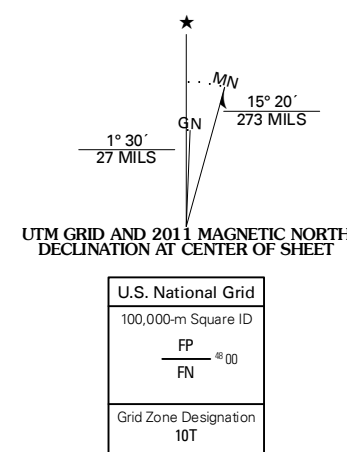 ★
MN
GN
15° 20´
273 MILS
1° 30´
27 MILS
UTM GRID AND 2011 MAGNETIC NORTH
DECLINATION AT CENTER OF SHEET
U.S. National Grid
100,000-m Square ID
FP
48 00
FN
Grid Zone Designation
10T